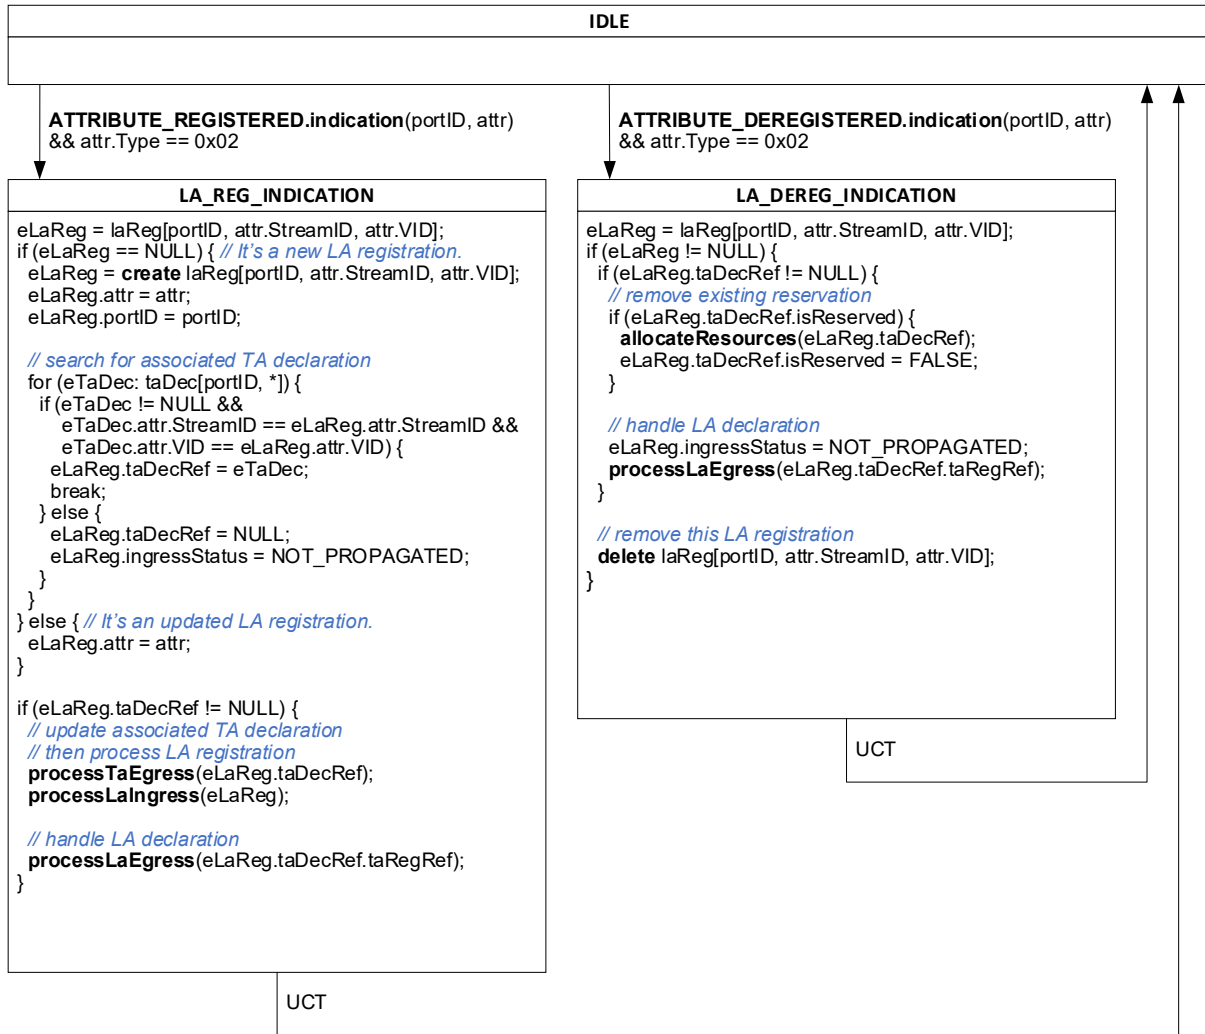 IDLE
ATTRIBUTE_REGISTERED.indication(portID, attr)
&& attr.Type == 0x02
ATTRIBUTE_DEREGISTERED.indication(portID, attr)
&& attr.Type == 0x02
LA_REG_INDICATION
eLaReg = laReg[portID, attr.StreamID, attr.VID];
if (eLaReg == NULL) { // It's a new LA registration.
eLaReg = create laReg[portID, attr.StreamID, attr.VID];
eLaReg.attr = attr;
eLaReg.portID = portID;
// search for associated TA declaration
for (eTaDec: taDec[portID, *]) {
if (eTaDec != NULL &&
eTaDec.attr.StreamID == eLaReg.attr.StreamID &&
eTaDec.attr.VID == eLaReg.attr.VID) {
eLaReg.taDecRef = eTaDec;
break;
} else {
eLaReg.taDecRef = NULL;
eLaReg.ingressStatus = NOT_PROPAGATED;
}
}
} else { // It's an updated LA registration.
eLaReg.attr = attr;
}
if (eLaReg.taDecRef != NULL) {
// update associated TA declaration
// then process LA registration
processTaEgress(eLaReg.taDecRef);
processLaIngress(eLaReg);
// handle LA declaration
processLaEgress(eLaReg.taDecRef.taRegRef);
}
UCT
LA_DEREG_INDICATION
eLaReg = laReg[portID, attr.StreamID, attr.VID];
if (eLaReg != NULL) {
if (eLaReg.taDecRef != NULL) {
// remove existing reservation
if (eLaReg.taDecRef.isReserved) {
allocateResources(eLaReg.taDecRef);
eLaReg.taDecRef.isReserved = FALSE;
}
// handle LA declaration
eLaReg.ingressStatus = NOT_PROPAGATED;
processLaEgress(eLaReg.taDecRef.taRegRef);
}
// remove this LA registration
delete laReg[portID, attr.StreamID, attr.VID];
}
UCT